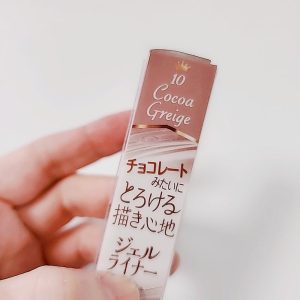 10
Cocoa
Greige
チョコレート
みたいに
とろける
描き心地
ジェル
ライナー